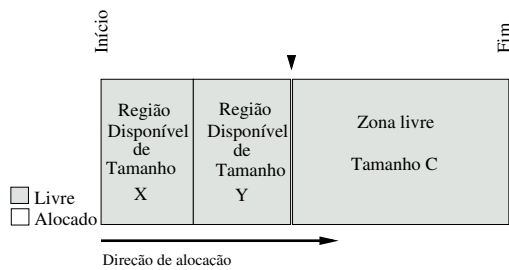 Início
Fim
Região
Disponível
de
Tamanho
X
Região
Disponível
de
Tamanho
Y
Zona livre
Tamanho C
Livre
Alocado
Direção de alocação